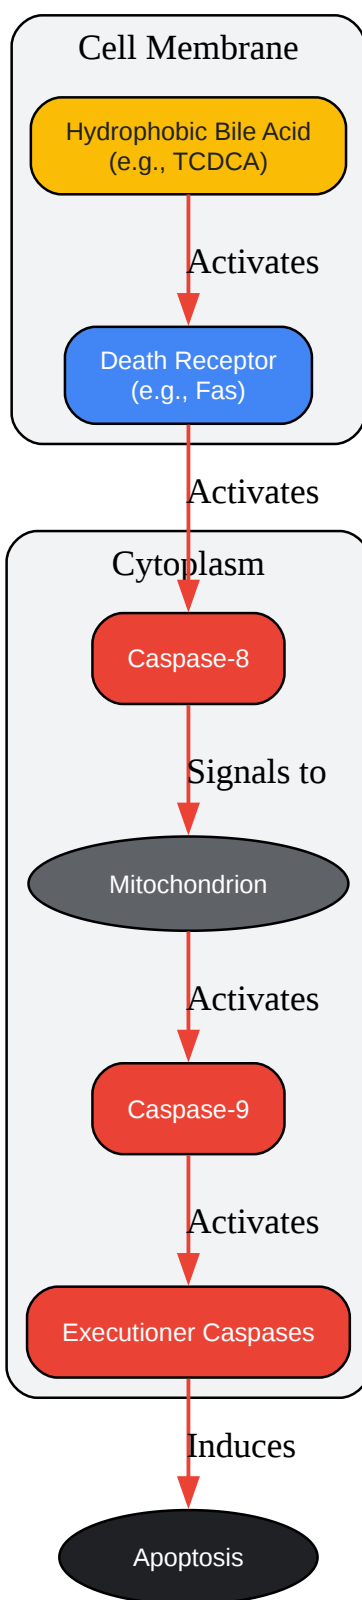 Cell Membrane
Hydrophobic Bile Acid
(e.g., TCDCA)
Activates
Death Receptor
(e.g., Fas)
Activates
Cytoplasm
Caspase-8
Signals to
Mitochondrion
Activates
Caspase-9
Activates
Executioner Caspases
Induces
Apoptosis